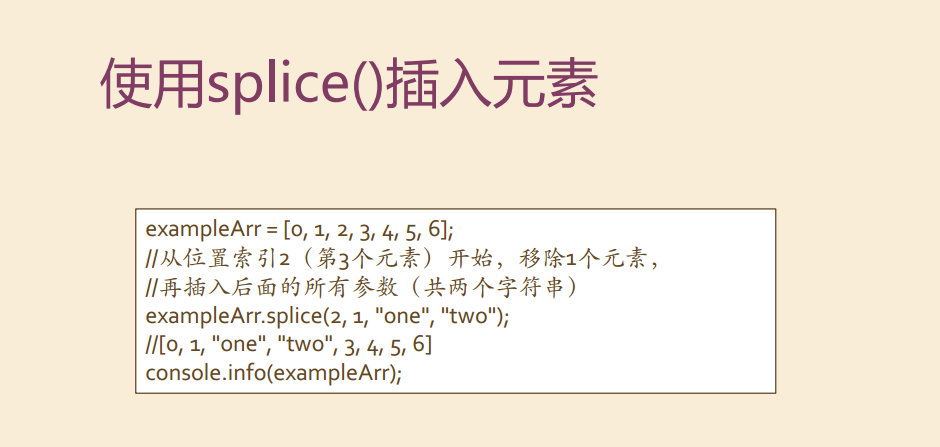 使用splice()插入元素
exampleArr = [0, 1, 2, 3, 4, 5, 6];
//从位置索引2（第3个元素）开始，移除1个元素，
//再插入后面的所有参数（共两个字符串）
exampleArr.splice(2, 1, "one", "two");
//[0, 1, "one", "two", 3, 4, 5, 6]
console.info(exampleArr);